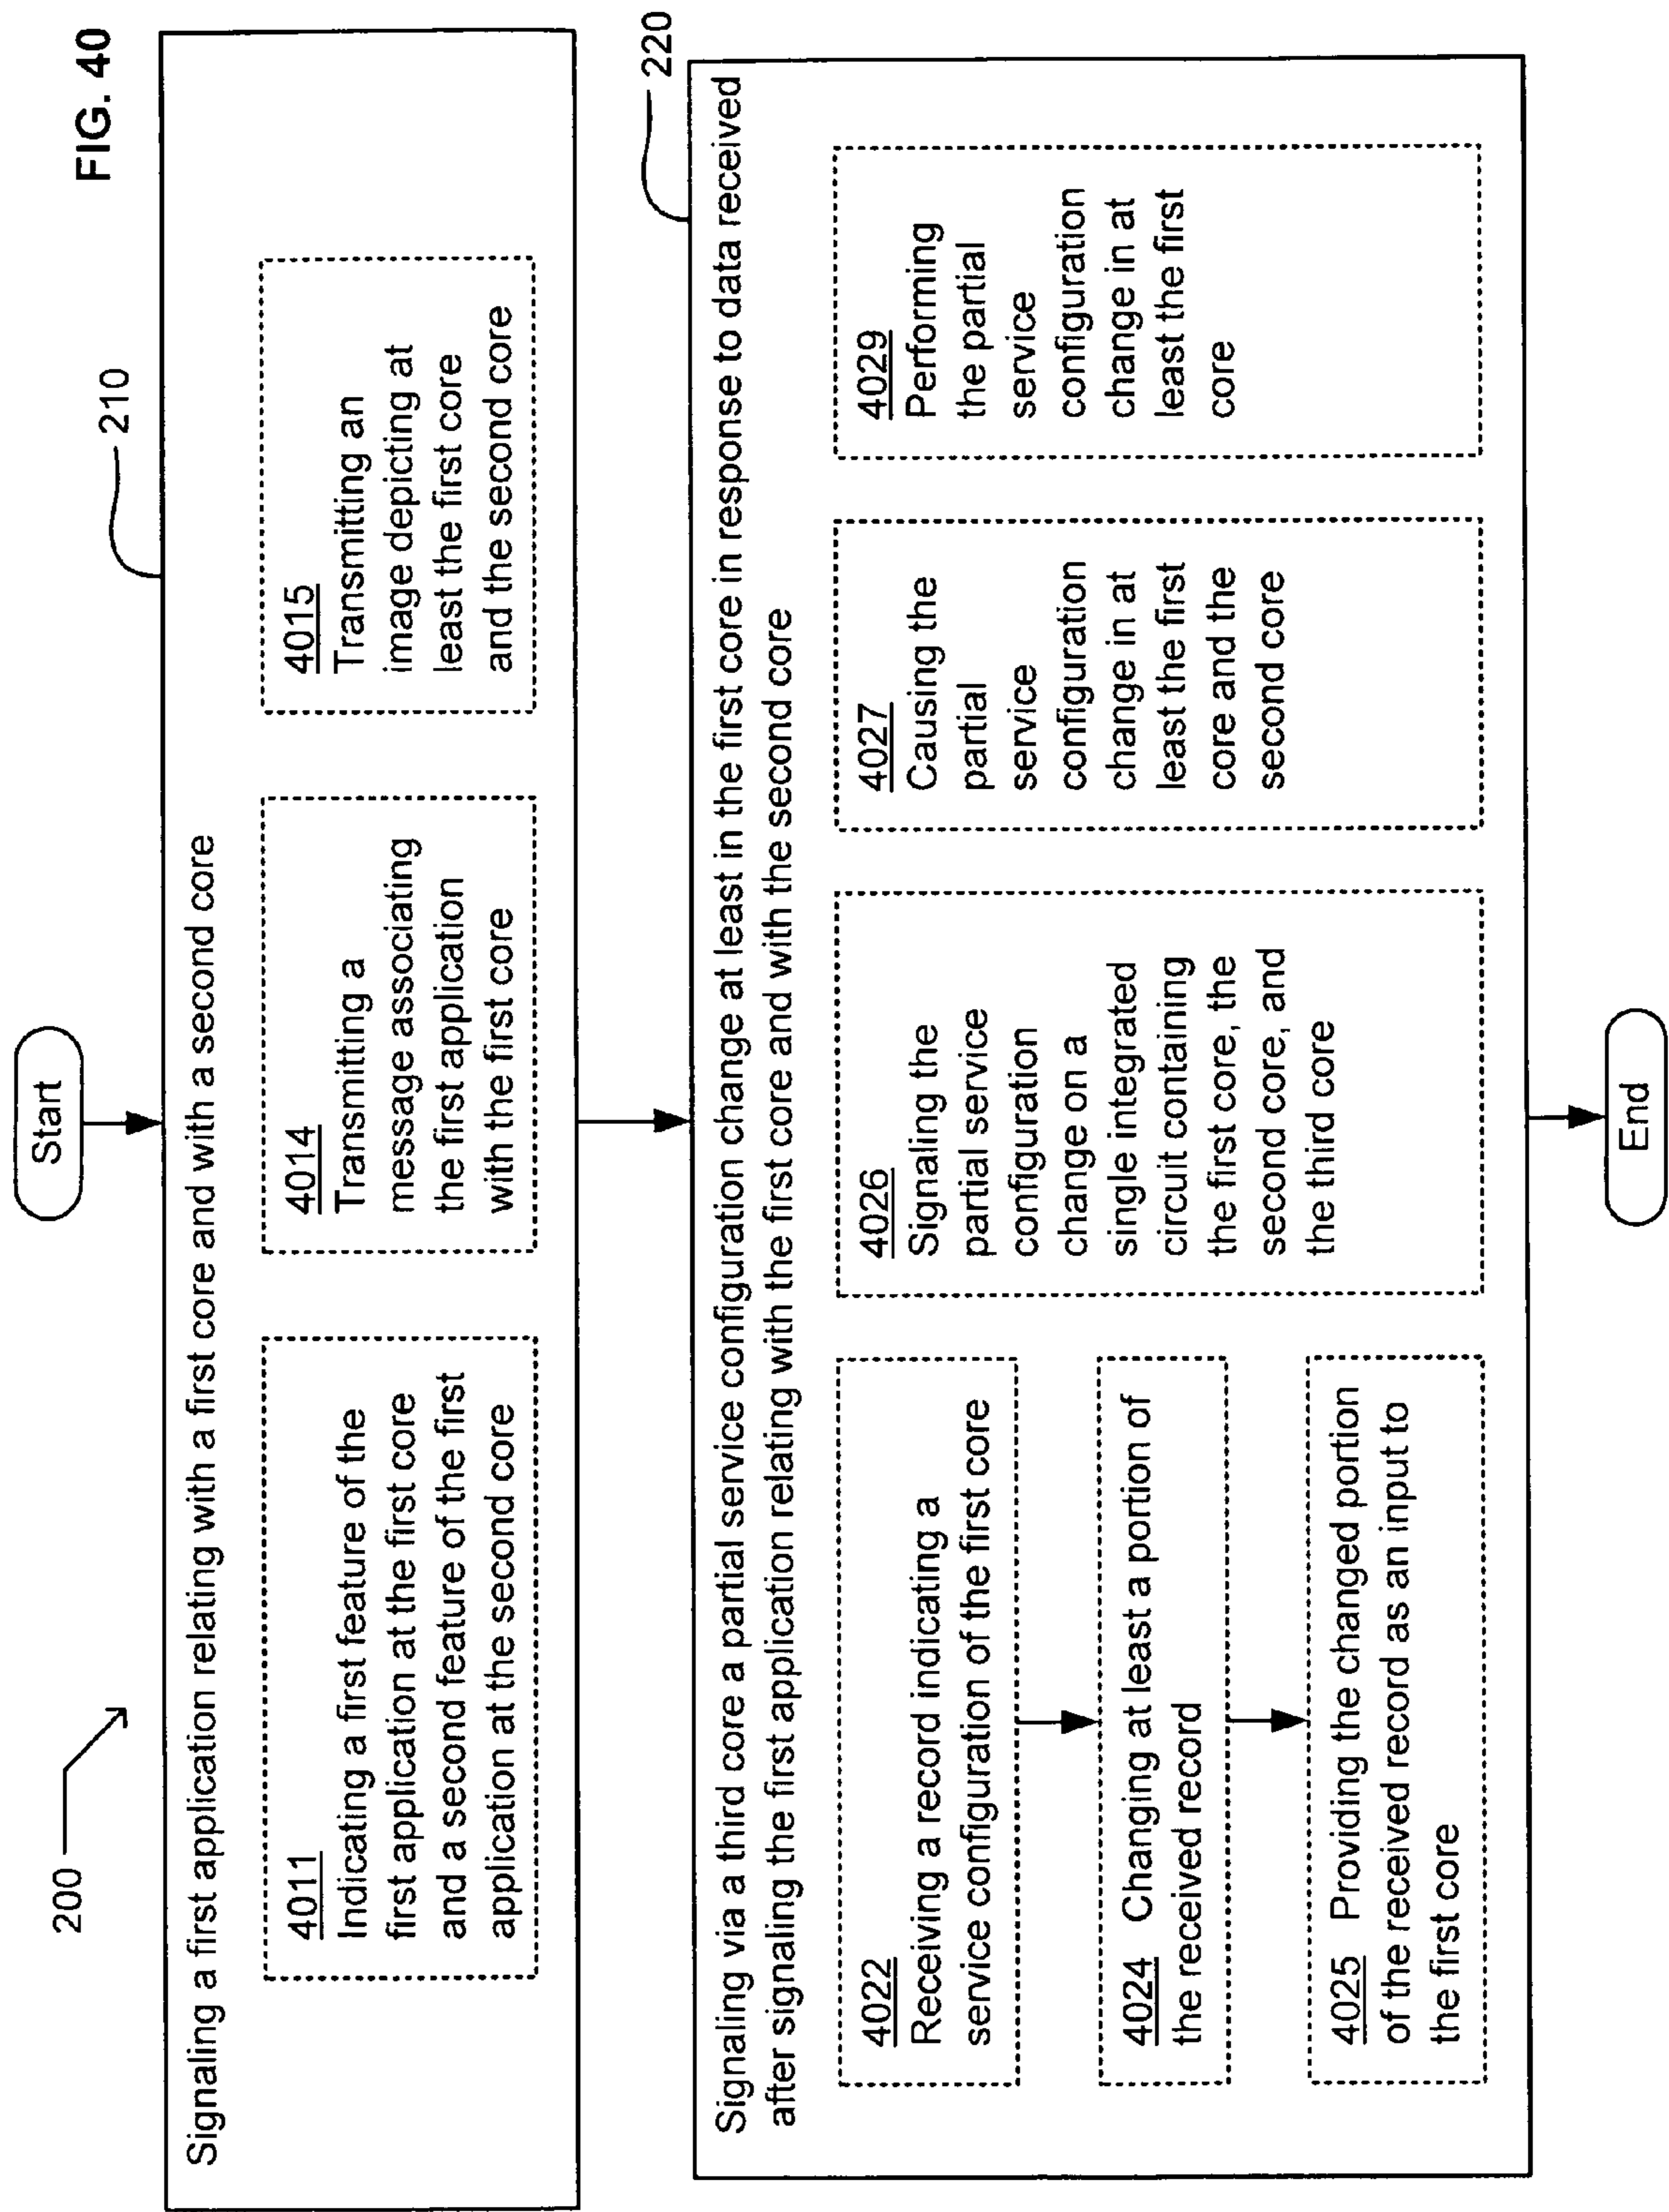 FIG. 40
200
Start
210
Signaling a first application relating with a first core and with a second core
4011
Indicating a first feature of the
first application at the first core
and a second feature of the first
application at the second core
4014
Transmitting a
message associating
the first application
with the first core
4015
Transmitting an
image depicting at
least the first core
and the second core
220
Signaling via a third core a partial service configuration change at least in the first core in response to data received
after signaling the first application relating with the first core and with the second core
4022
Receiving a record indicating a
service configuration of the first core
4024 Changing at least a portion of
the received record
4025 Providing the changed portion
of the received record as an input to
the first core
4026
Signaling the
partial service
configuration
change on a
single integrated
circuit containing
the first core, the
second core, and
the third core
4027
Causing the
partial
service
configuration
change in at
least the first
core and the
second core
4029
Performing
the partial
service
configuration
change in at
least the first
core
End